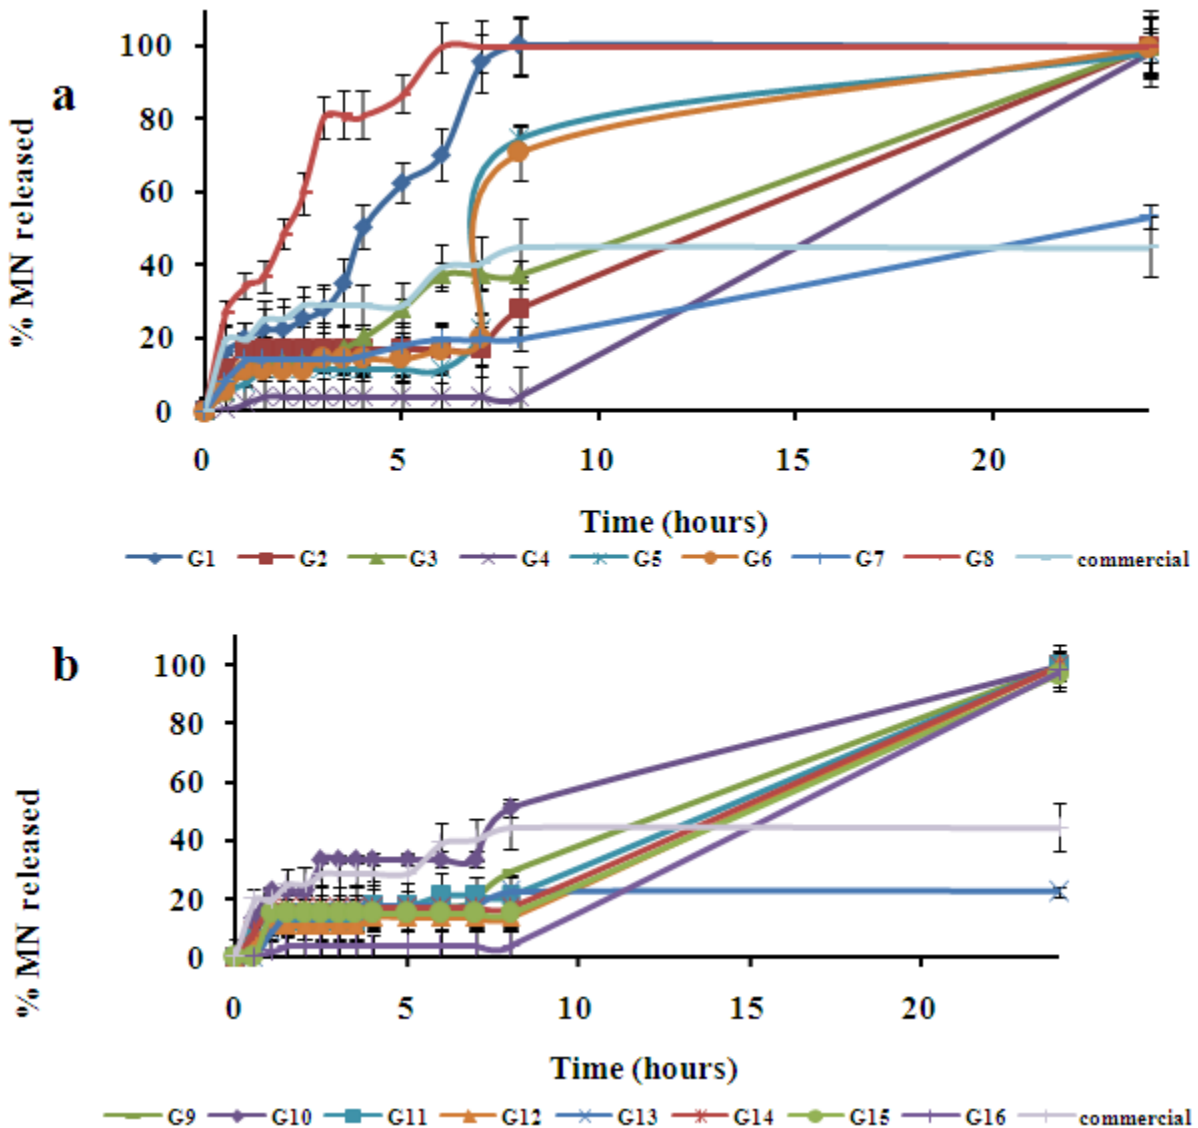 a
% MN released
100
80
60
40
20
0
0 5 10 15 20
Time (hours)
G1 G2 G3 G4 G5 G6 G7 G8 commercial
b
% MN released
100
80
60
40
20
0
0 5 10 15 20
Time (hours)
G9 G10 G11 G12 G13 G14 G15 G16 commercial